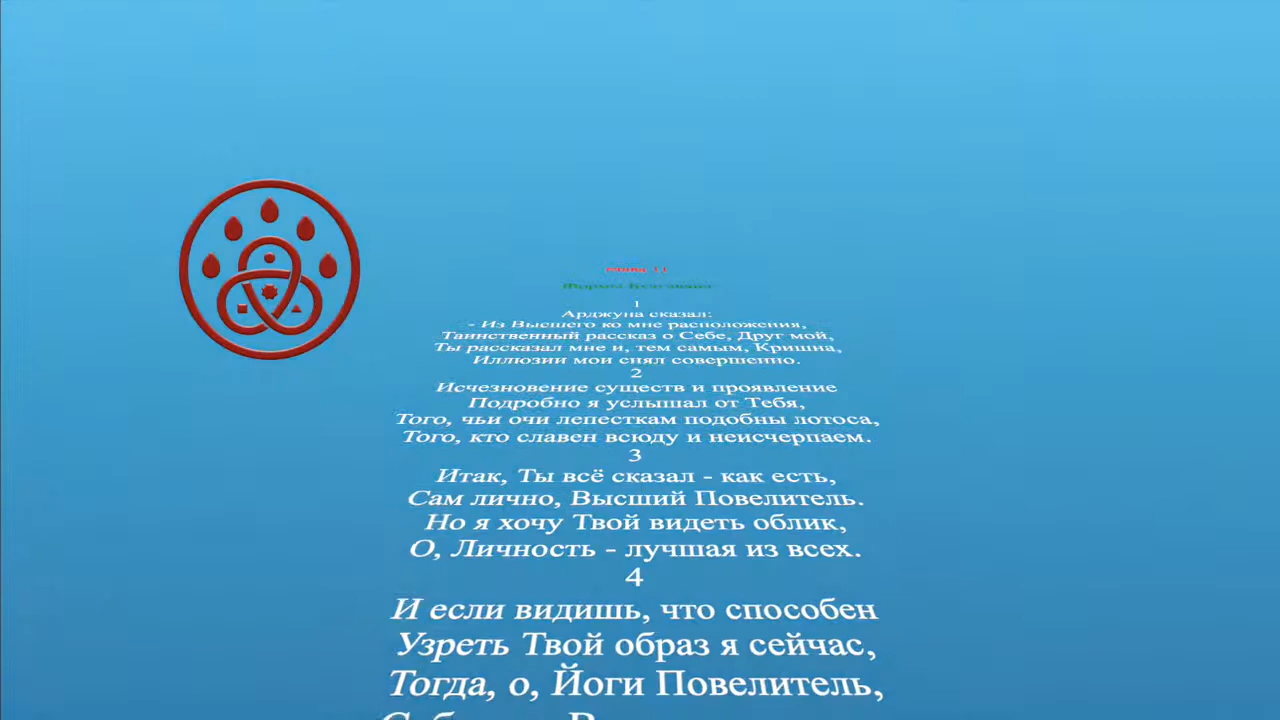 глава 11
1
Арджуна сказал:
- Из Высшего ко мне расположения,
Таинственный рассказ о Себе, Друг мой,
Ты рассказал мне и, тем самым, Кришна,
Иллюзии мои снял совершенно.
2
Исчезновение существ и проявление
Подробно я услышал от Тебя,
Того, чьи очи лепесткам подобны лотоса,
Того, кто славен всюду и неисчерпаем.
3
Итак, Ты всё сказал - как есть,
Сам лично, Высший Повелитель.
Но я хочу Твой видеть облик,
О, Личность - лучшая из всех.
4
И если видишь, что способен
Узреть Твой образ я сейчас,
Тогда, о, Йоги Повелитель,